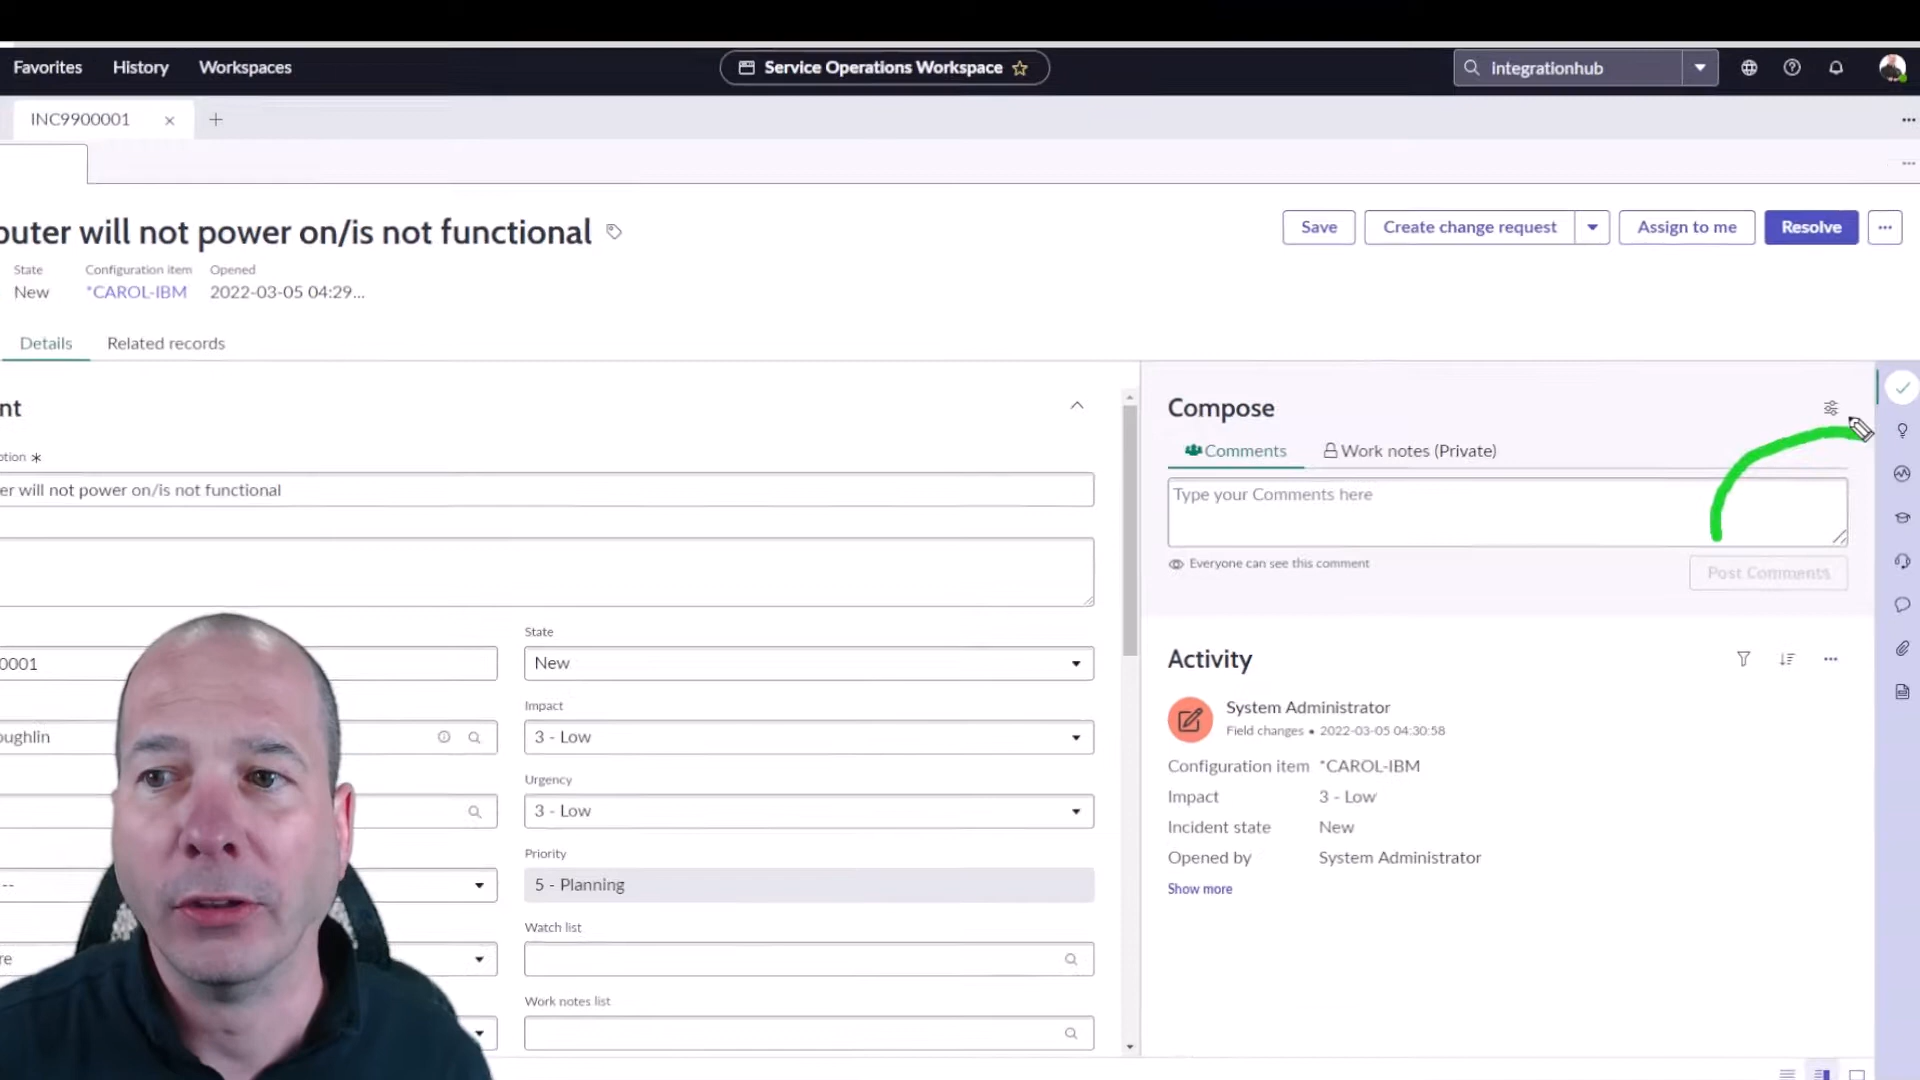 Favorites History Workspaces Service Operations Workspace integrationhub
INC9900001
puter will not power on/is not functional
Save Create change request Assign to me Resolve
State Configuration item Opened
New *CAROL-IBM 2022-03-05 04:29...
Details Related records
nt
ption *
er will not power on/is not functional
0001
oughlin
--
re
State
New
Impact
3 - Low
Urgency
3 - Low
Priority
5 - Planning
Watch list
Work notes list
Compose
Comments Work notes (Private)
Type your Comments here
Everyone can see this comment
Post Comments
Activity
System Administrator
Field changes • 2022-03-05 04:30:58
Configuration item *CAROL-IBM
Impact 3 - Low
Incident state New
Opened by System Administrator
Show more